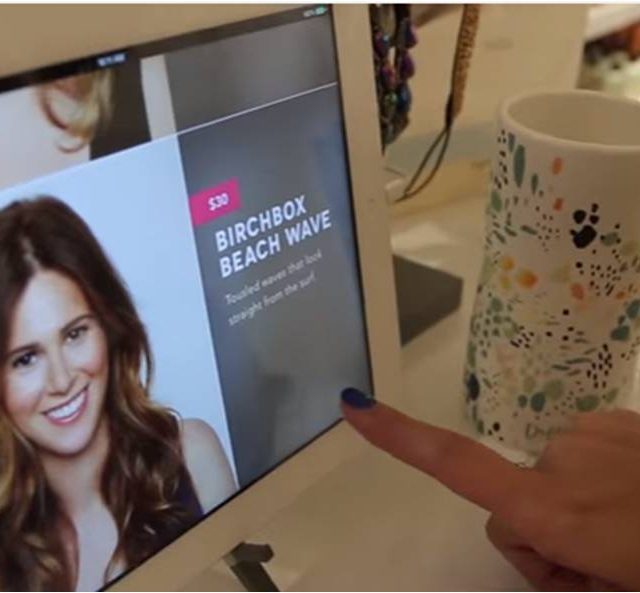 $30
BIRCHBOX
BEACH WAVE
Tousled waves that look
straight from the surf